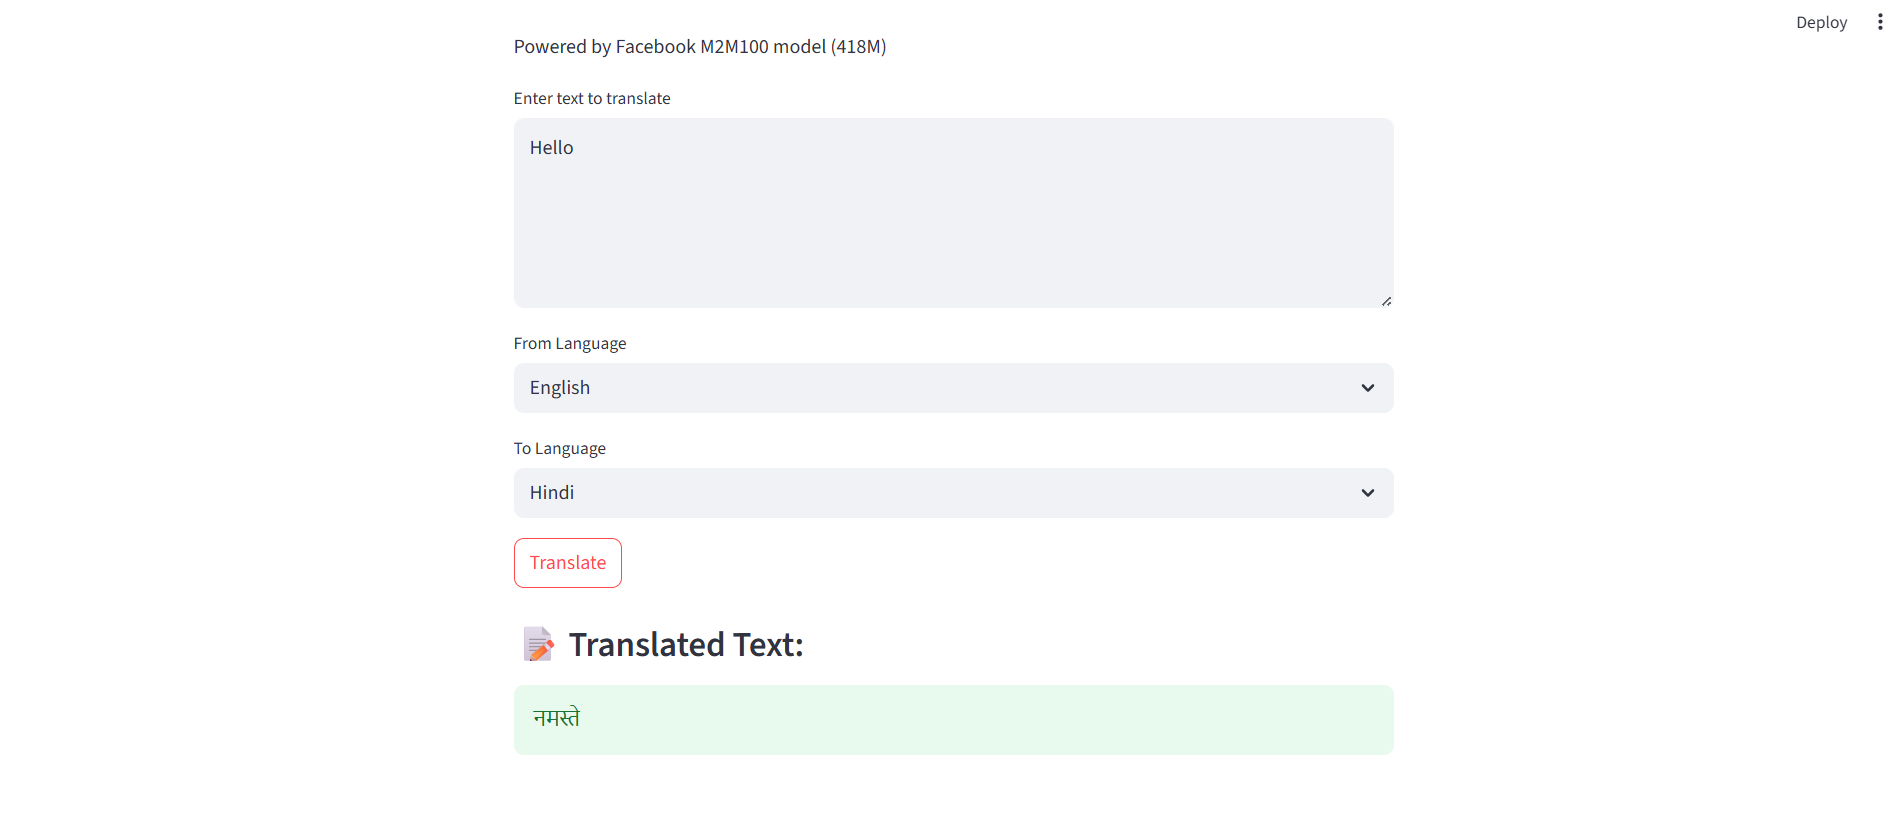 Deploy
Powered by Facebook M2M100 model (418M)
Enter text to translate
Hello
From Language
English
To Language
Hindi
Translate
Translated Text:
नमस्ते